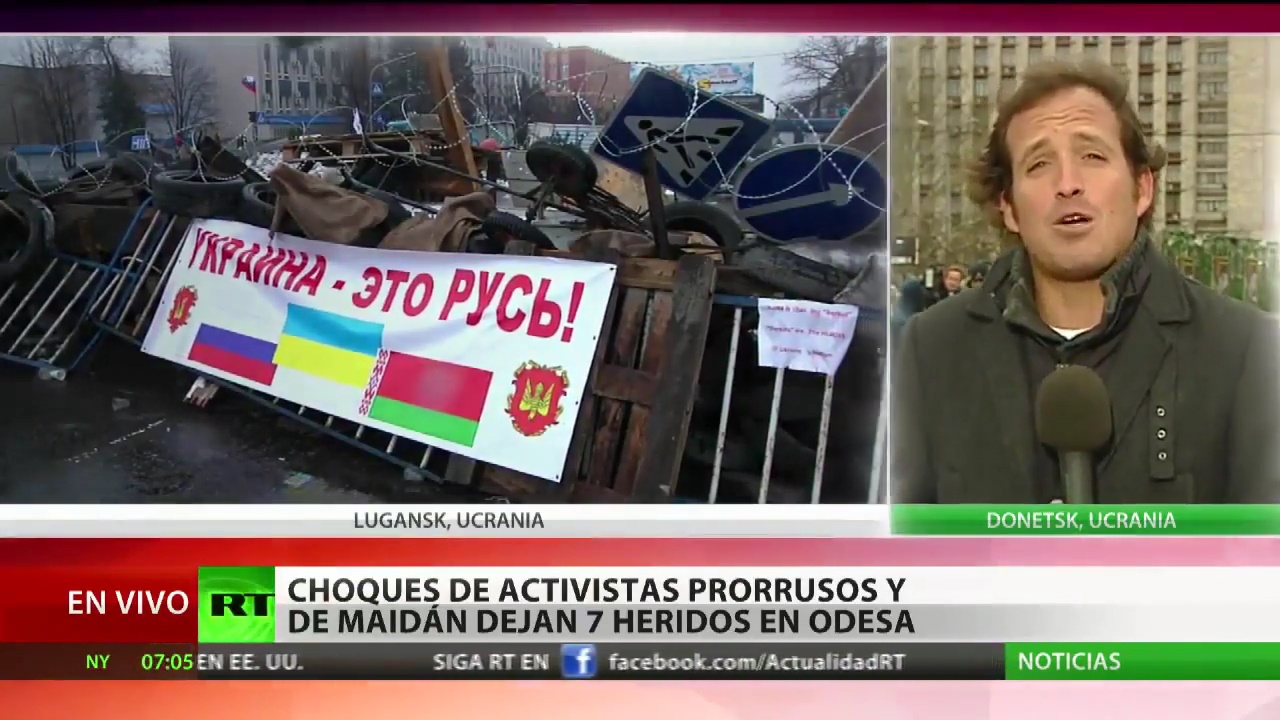 УКРАИНА - ЭТО РУСЬ!
LUGANSK, UCRANIA
DONETSK, UCRANIA
EN VIVO
RT
CHOQUES DE ACTIVISTAS PRORRUSOS Y
DE MAIDÁN DEJAN 7 HERIDOS EN ODESA
NY 07:05 EN EE. UU. SIGA RT EN f facebook.com/ActualidadRT NOTICIAS